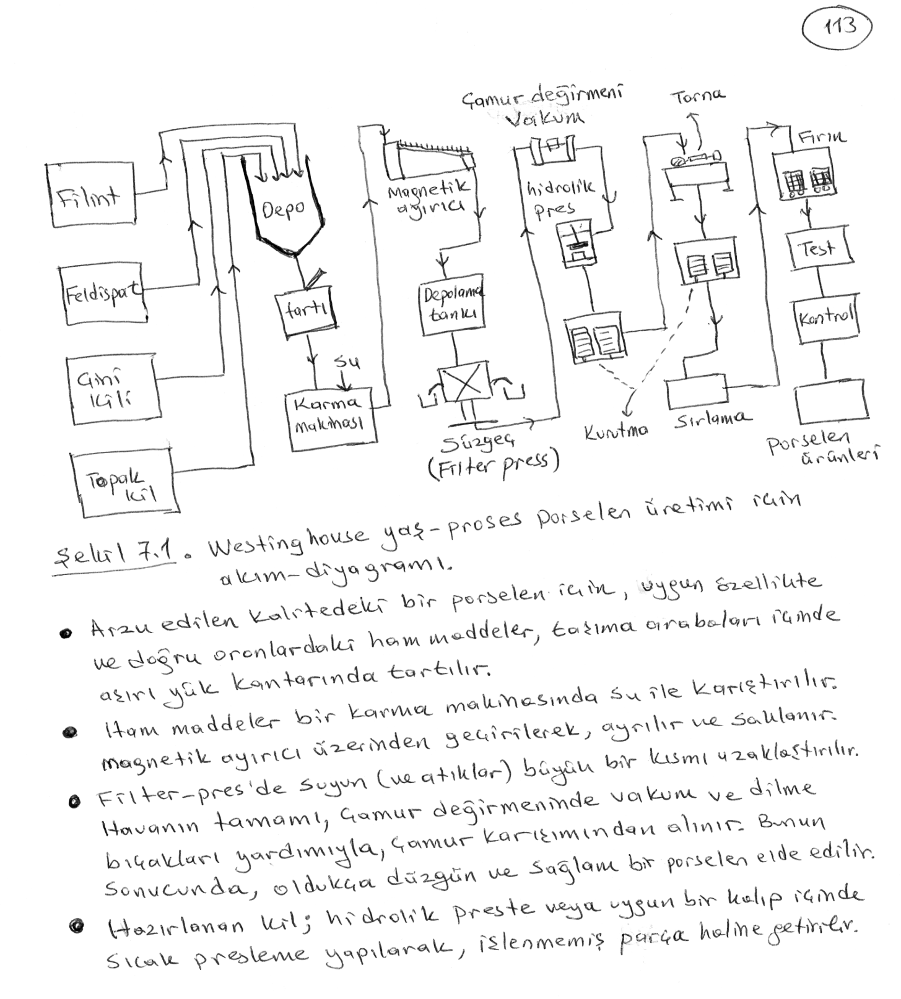 113
Çamur değirmeni
Vakum
Torna
Fırın
Filint
Depo
Magnetik
ayırıcı
hidrolik
pres
Feldispat
tartı
Depolama
tankı
Test
Kontrol
Çini
Kili
Su
Karma
makinası
Topak
kil
Süzgeç
(Filter press)
Kurutma
Sırlama
Porselen
ürünleri
Şekil 7.1. Westinghouse yaş-proses porselen üretimi için
akım-diyagramı.
• Arzu edilen kalitedeki bir porselen için, uygun özellikte
ve doğru oranlardaki ham maddeler, taşıma arabaları içinde
aşırı yük kantarında tartılır.
• Ham maddeler bir karma makinasında su ile karıştırılır.
Magnetik ayırıcı üzerinden geçirilerek, ayrılır ve saklanır.
• Filter-pres'de suyun (ve atıklar) büyük bir kısmı uzaklaştırılır.
Havanın tamamı, çamur değirmeninde vakum ve dilme
bıçakları yardımıyla, çamur karışımından alınır. Bunun
sonucunda, oldukça düzgün ve sağlam bir porselen elde edilir.
• Hazırlanan kil; hidrolik preste veya uygun bir kalıp içinde
sıcak presleme yapılarak, işlenmemiş parça haline getirilir.